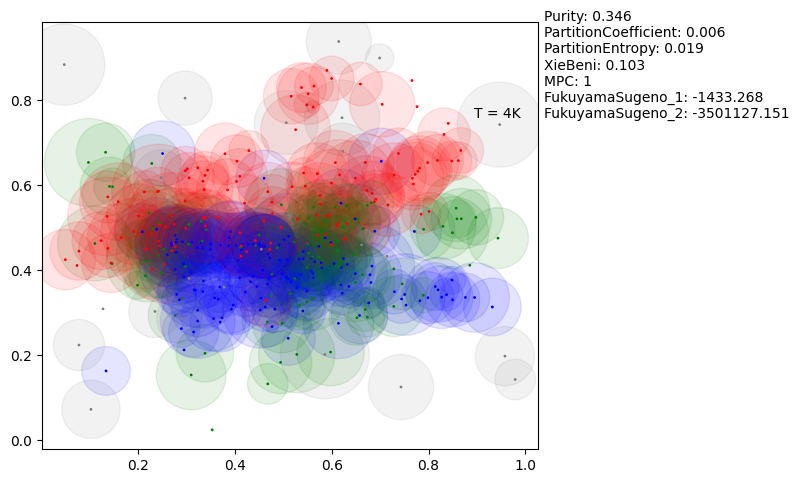 Purity: 0.346
PartitionCoefficient: 0.006
PartitionEntropy: 0.019
XieBeni: 0.103
MPC: 1
FukuyamaSugeno_1: -1433.268
FukuyamaSugeno_2: -3501127.151
T = 4K
0.8
0.6
0.4
0.2
0.0
0.2 0.4 0.6 0.8 1.0